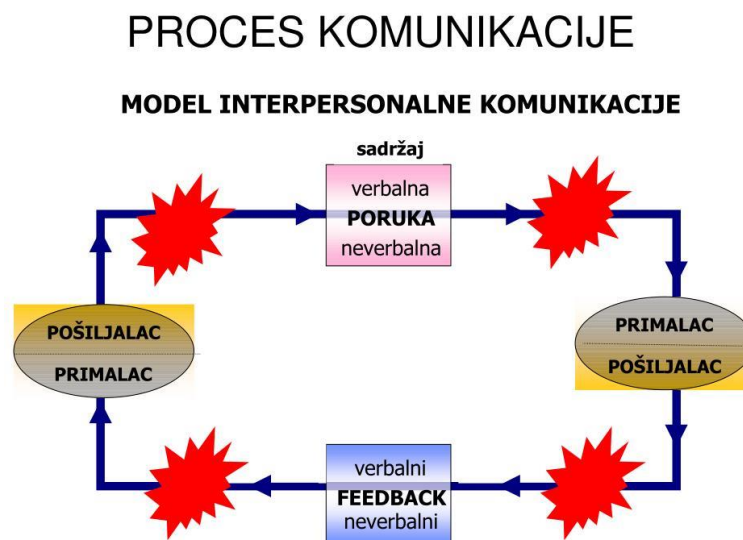 PROCES KOMUNIKACIJE
MODEL INTERPERSONALNE KOMUNIKACIJE
sadržaj
verbalna
PORUKA
neverbalna
POŠILJALAC
PRIMALAC
PRIMALAC
POŠILJALAC
verbalni
FEEDBACK
neverbalni